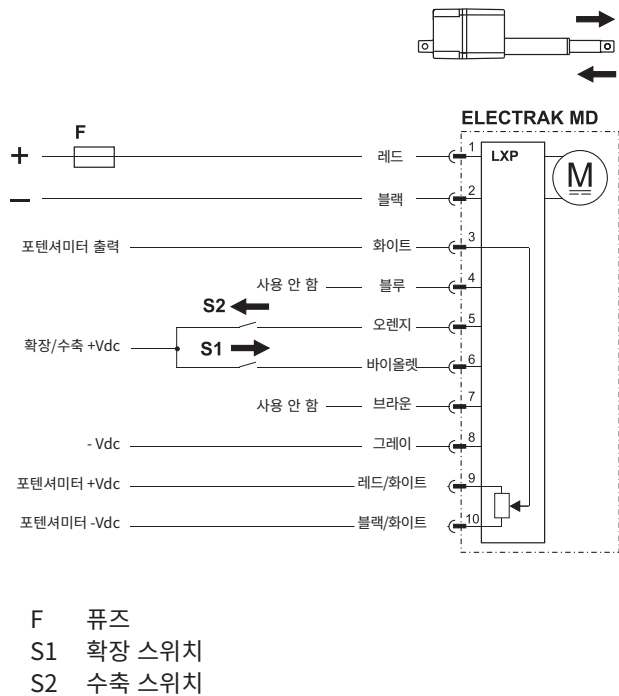 ELECTRAK MD
F
+ 레드 1 LXP
M
− 블랙 2
포텐셔미터 출력 화이트 3
사용 안 함 블루 4
S2
오렌지 5
확장/수축 +Vdc
S1
바이올렛 6
사용 안 함 브라운 7
- Vdc 그레이 8
포텐셔미터 +Vdc 레드/화이트 9
포텐셔미터 -Vdc 블랙/화이트 10
F 퓨즈
S1 확장 스위치
S2 수축 스위치